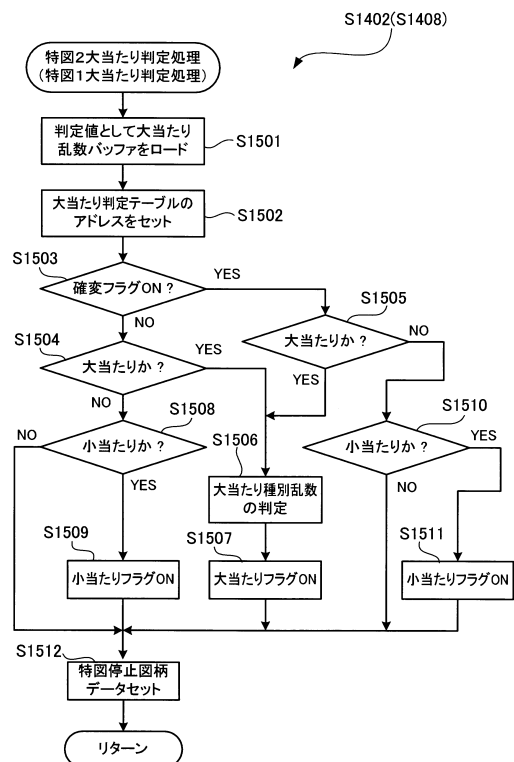 S1402(S1408)
特図2大当たり判定処理
(特図1大当たり判定処理)
判定値として大当たり
乱数バッファをロード
S1501
大当たり判定テーブルの
アドレスをセット
S1502
S1503
確変フラグON?
YES
NO
S1505
大当たりか?
NO
YES
S1504
大当たりか?
YES
NO
S1508
小当たりか?
NO
YES
S1510
小当たりか?
YES
NO
S1506
大当たり種別乱数
の判定
S1509
小当たりフラグON
S1507
大当たりフラグON
S1511
小当たりフラグON
S1512
特図停止図柄
データセット
リターン